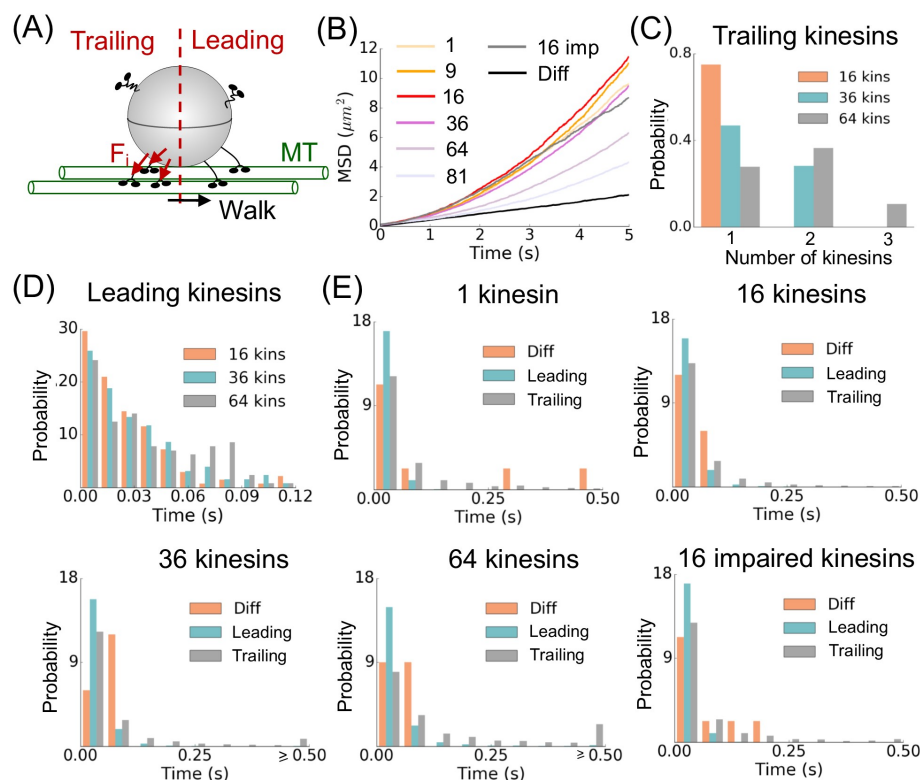 (A)
Trailing
Leading
F_i
MT
Walk
(B)
MSD (μm²)
12
10
8
6
4
2
0
1
9
16
36
64
81
16 imp
Diff
0 1 2 3 4 5
Time (s)
(C)
Trailing kinesins
Probability
0.8
0.4
0.0
16 kins
36 kins
64 kins
1 2 3
Number of kinesins
(D)
Leading kinesins
Probability
30
20
10
16 kins
36 kins
64 kins
0.00 0.03 0.06 0.09 0.12
Time (s)
(E)
1 kinesin
Probability
18
9
Diff
Leading
Trailing
0.00 0.25 0.50
Time (s)
16 kinesins
Probability
18
9
Diff
Leading
Trailing
0.00 0.25 0.50
Time (s)
36 kinesins
Probability
18
9
0
Diff
Leading
Trailing
0.00 0.25 ≥ 0.50
Time (s)
64 kinesins
Probability
18
9
0
Diff
Leading
Trailing
0.00 0.25 ≥ 0.50
Time (s)
16 impaired kinesins
Probability
18
9
Diff
Leading
Trailing
0.00 0.25 0.50
Time (s)